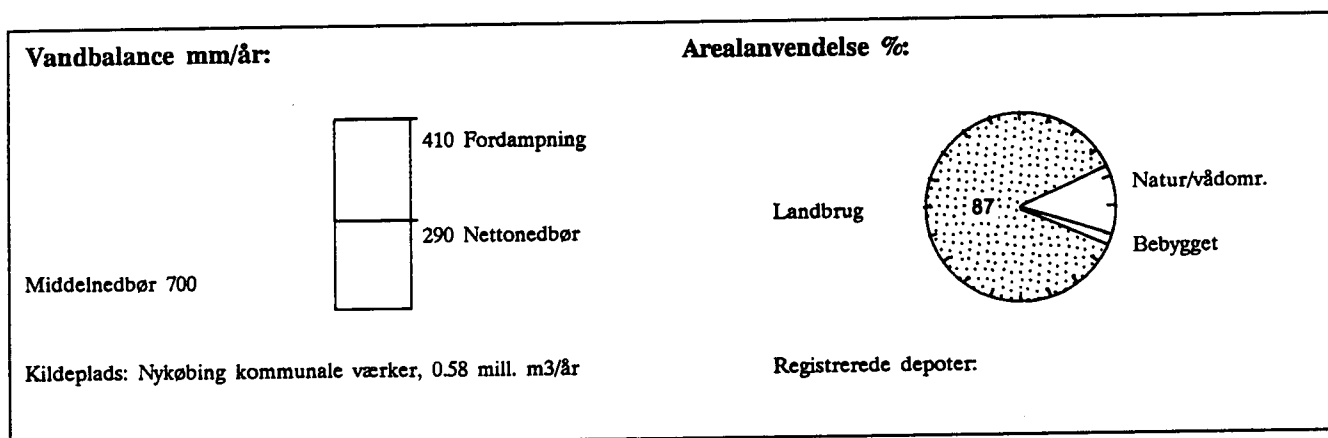 Vandbalance mm/år:
410 Fordampning
290 Nettonedbør
Middelnedbør 700
Kildeplads: Nykøbing kommunale værker, 0.58 mill. m3/år
Arealanvendelse %:
Landbrug
87
Natur/vådomr.
Bebygget
Registrerede depoter: